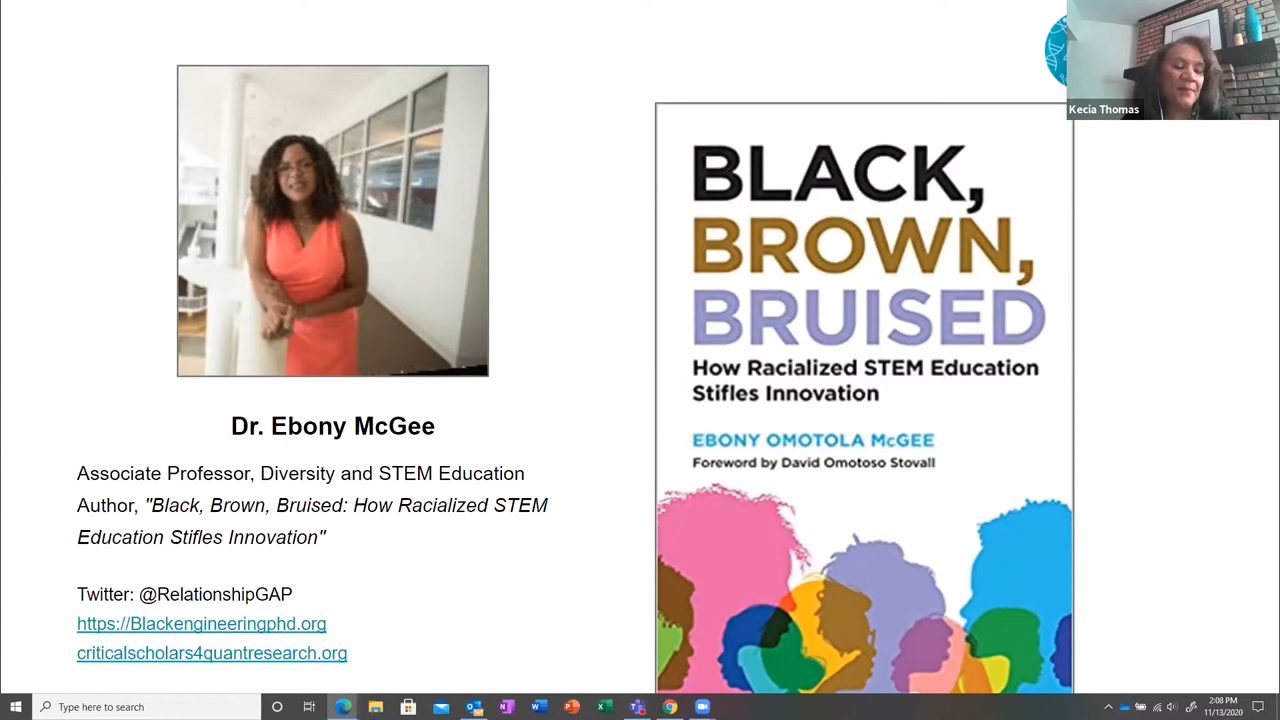 Kecia Thomas
BLACK,
BROWN,
BRUISED
How Racialized STEM Education
Stifles Innovation
EBONY OMOTOLA McGEE
Foreword by David Omotoso Stovall
Dr. Ebony McGee
Associate Professor, Diversity and STEM Education
Author, "Black, Brown, Bruised: How Racialized STEM
Education Stifles Innovation"
Twitter: @RelationshipGAP
https://Blackengineeringphd.org
criticalscholars4quantresearch.org
Type here to search
2:08 PM
11/13/2020